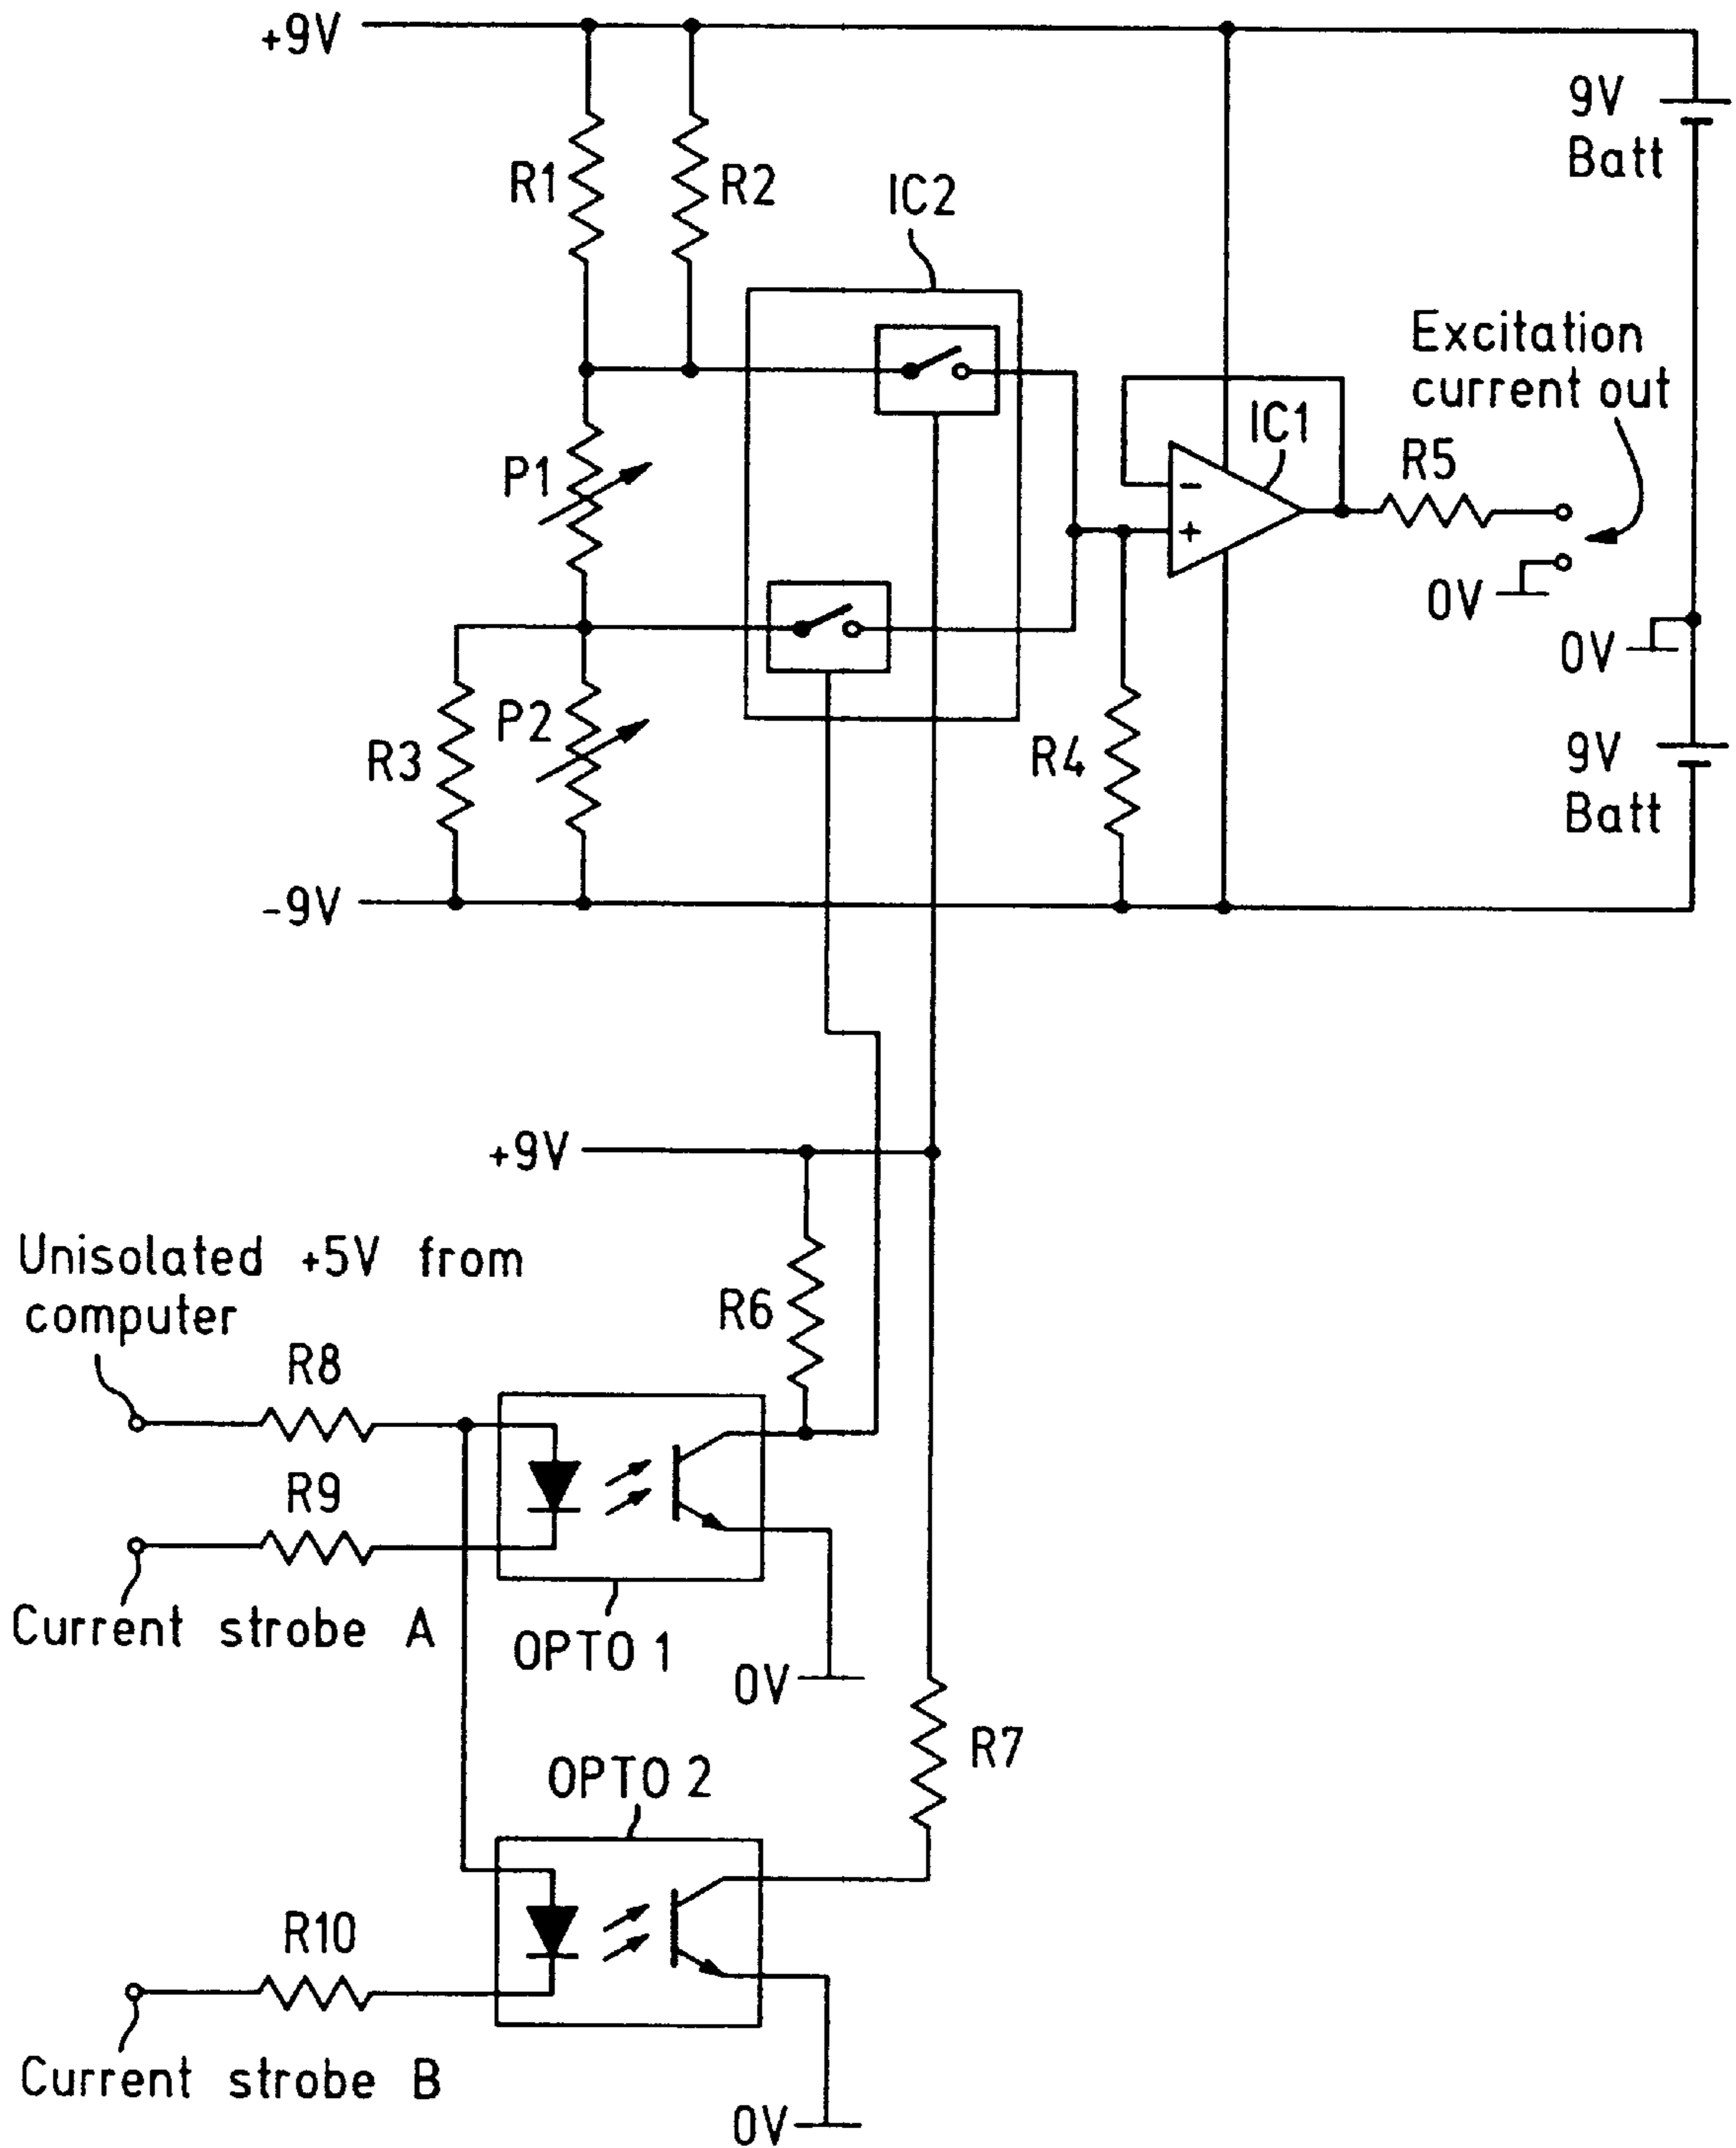 +9V
9V
Batt
R1
R2
IC2
Excitation
current out
P1
IC1
R5
-
+
0V
0V
R3
P2
R4
9V
Batt
-9V
+9V
Unisolated +5V from
computer
R6
R8
R9
Current strobe A
OPTO 1
0V
R7
OPTO 2
R10
Current strobe B
0V